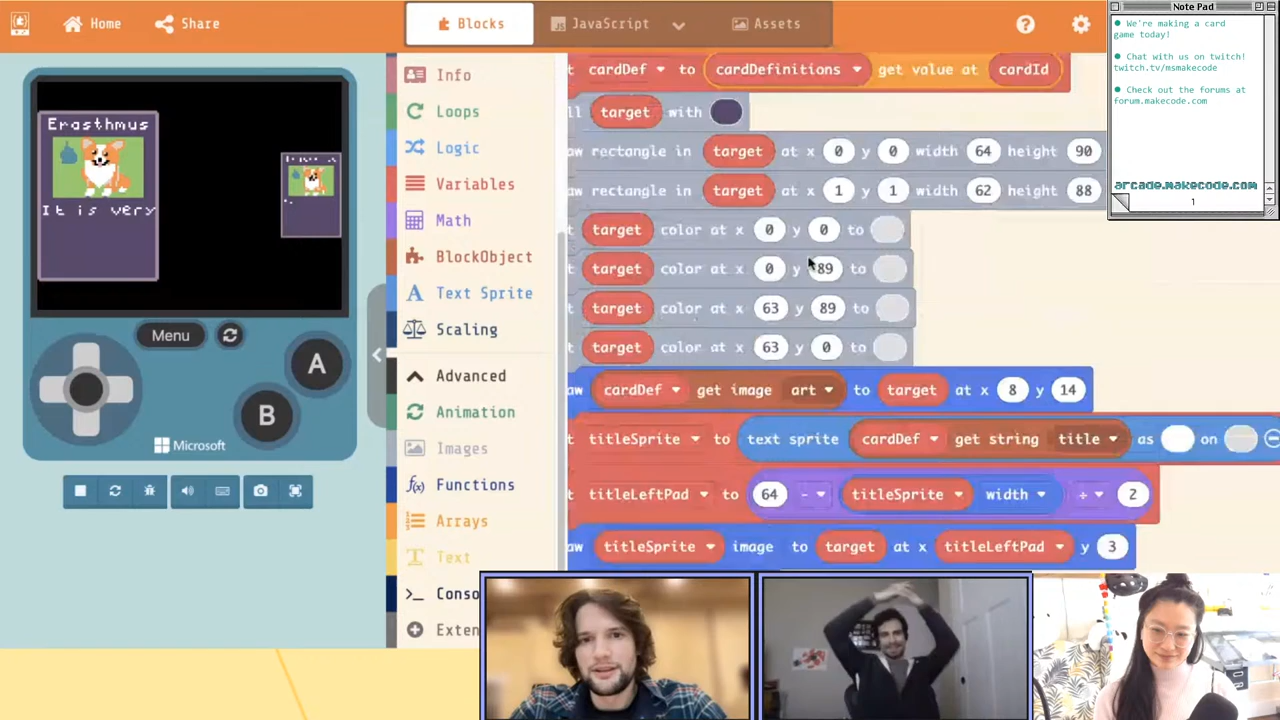 Home
Share
Blocks
JavaScript
Assets
Note Pad
We're making a card
game today!
Chat with us on twitch!
twitch.tv/msmakecode
Check out the forums at
forum.makecode.com
arcade.makecode.com
1
Erasthmus
It is very
Menu
A
B
Microsoft
Info
Loops
Logic
Variables
Math
BlockObject
Text Sprite
Scaling
Advanced
Animation
Images
Functions
Arrays
Text
Conso
Exten
t cardDef to cardDefinitions get value at cardId
ll target with
aw rectangle in target at x 0 y 0 width 64 height 90
aw rectangle in target at x 1 y 1 width 62 height 88
t target color at x 0 y 0 to
t target color at x 0 y 89 to
t target color at x 63 y 89 to
t target color at x 63 y 0 to
aw cardDef get image art to target at x 8 y 14
t titleSprite to text sprite cardDef get string title as on
t titleLeftPad to 64 - titleSprite width ÷ 2
aw titleSprite image to target at x titleLeftPad y 3